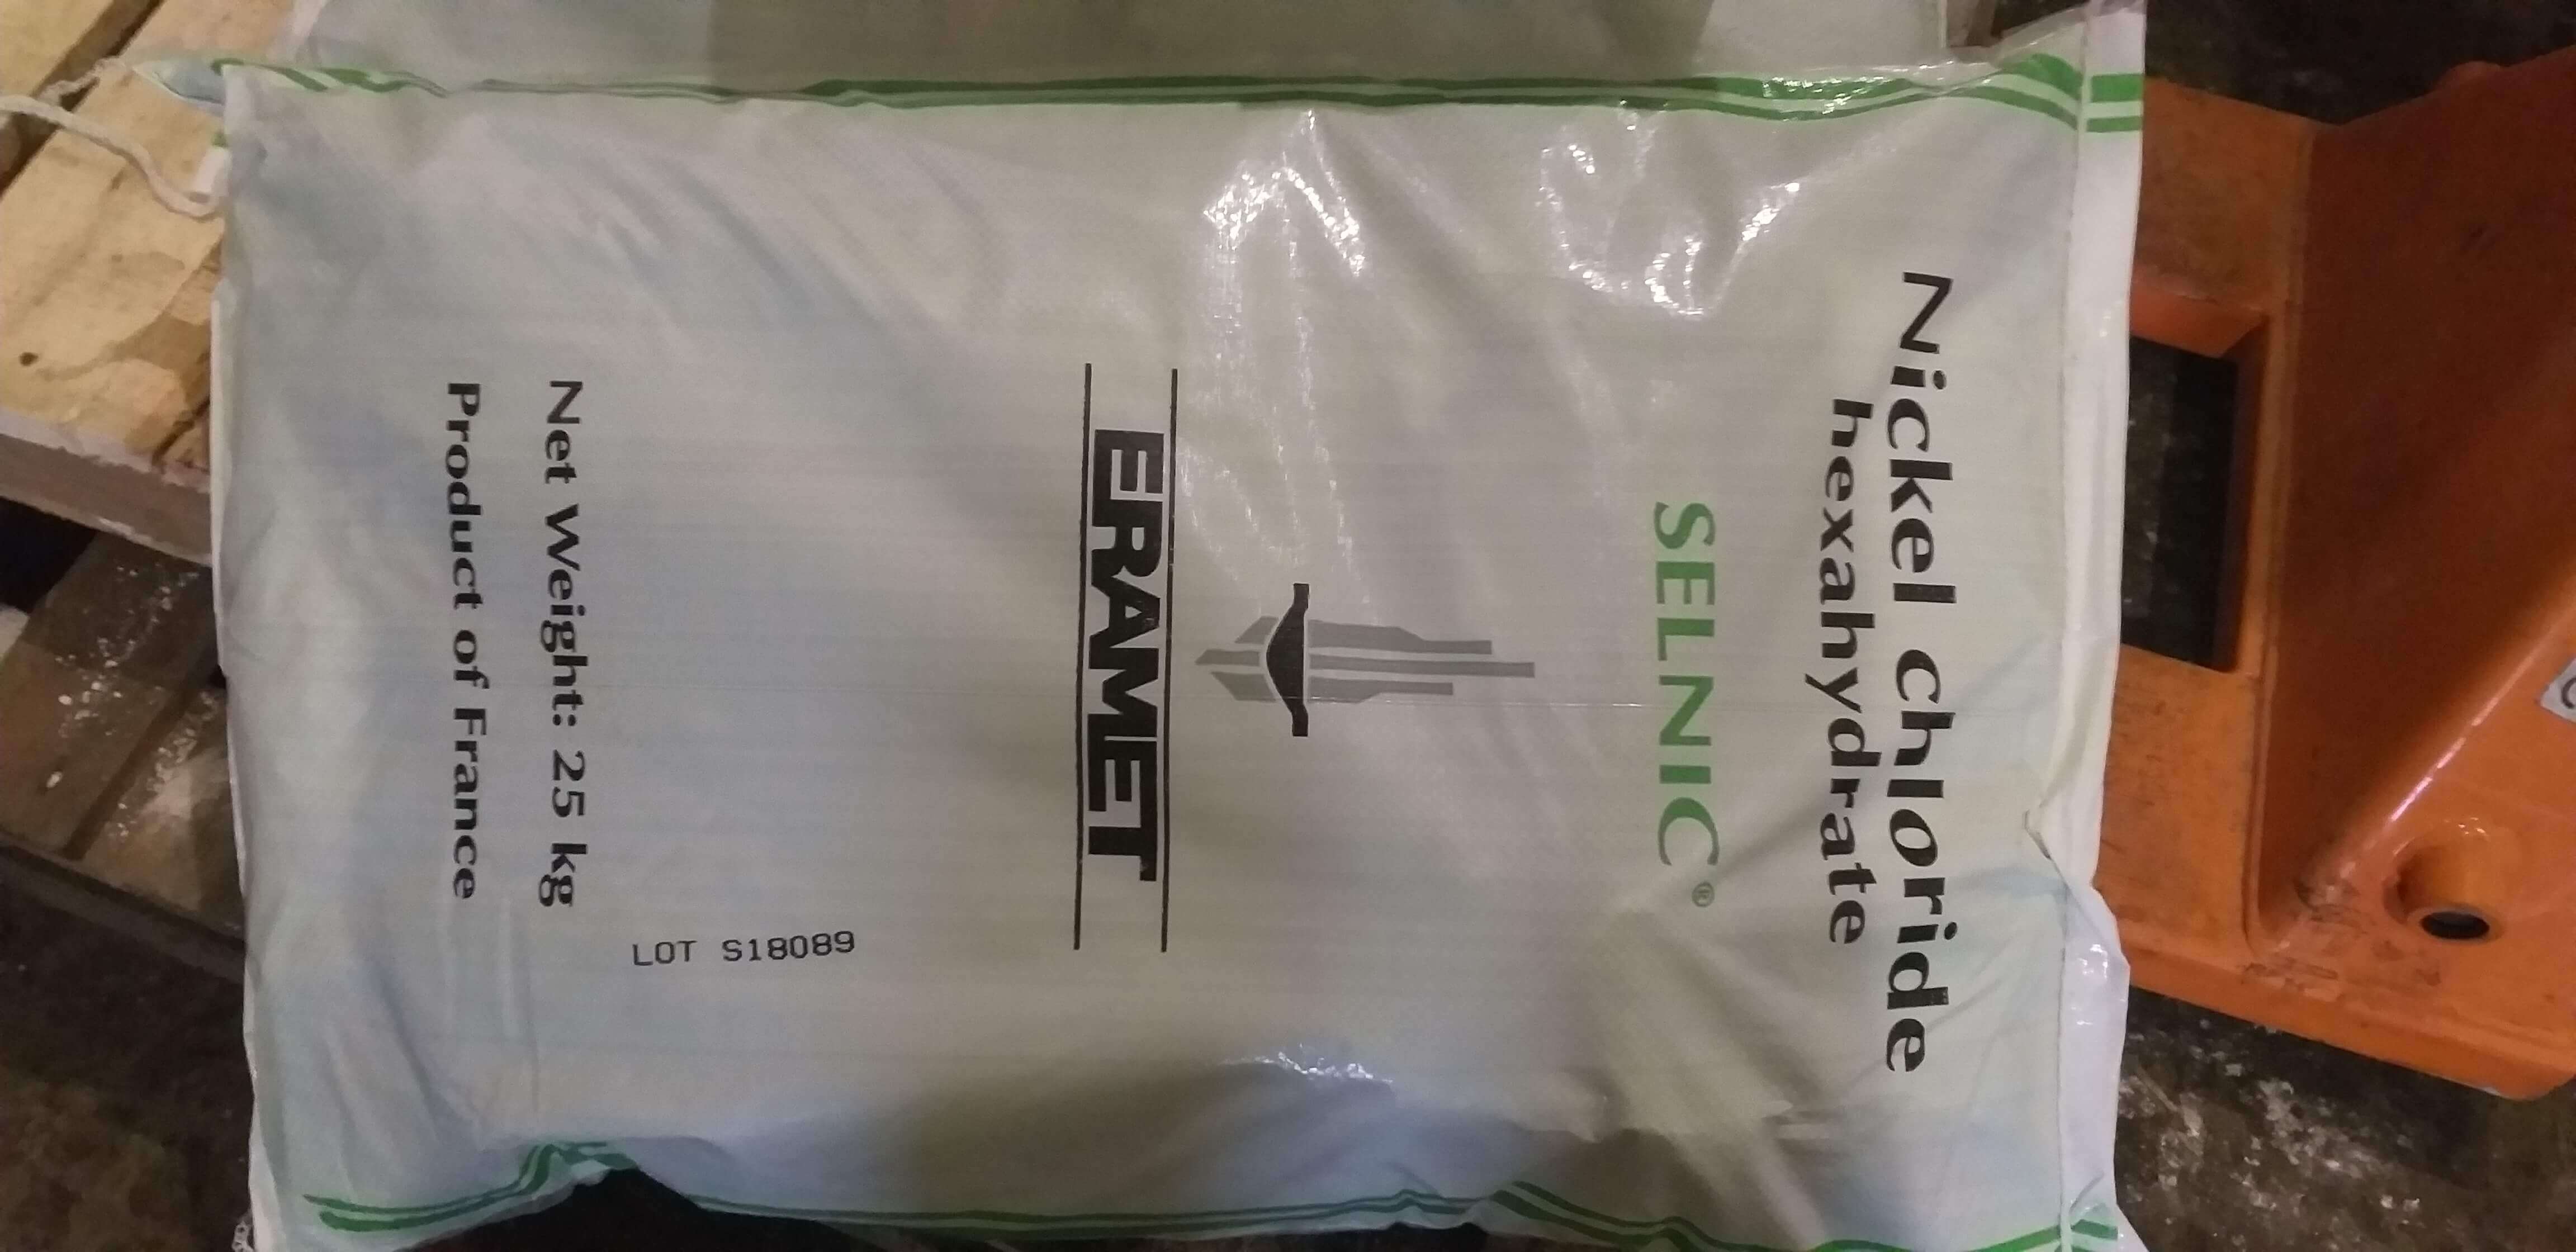 Nickel chloride
hexahydrate
SELNIC®
ERAMET
LOT S18089
Net Weight: 25 kg
Product of France